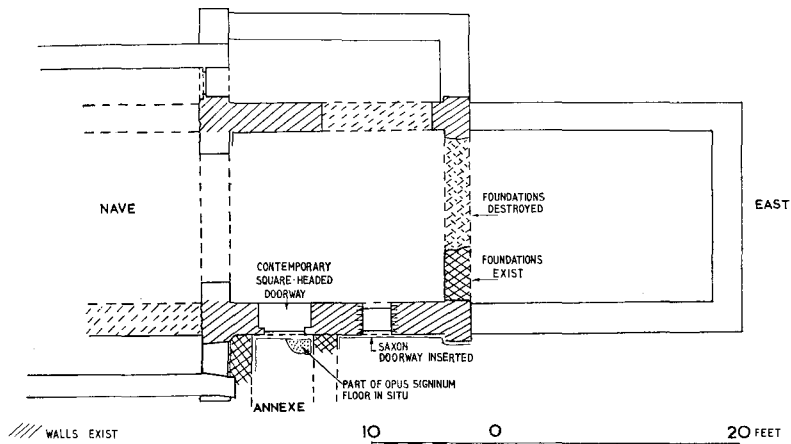 NAVE
CONTEMPORARY
SQUARE-HEADED
DOORWAY
FOUNDATIONS
DESTROYED
FOUNDATIONS
EXIST
EAST
SAXON
DOORWAY INSERTED
PART OF OPUS SIGNINUM
FLOOR IN SITU
ANNEXE
WALLS EXIST
10 0 20 FEET